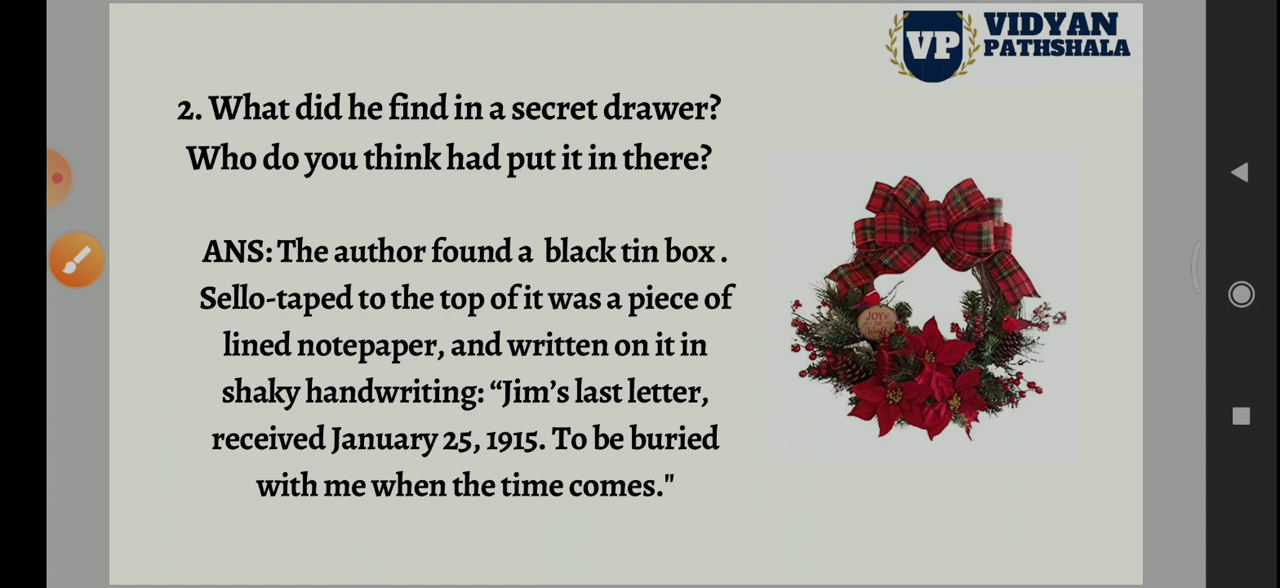 VP
VIDYAN
PATHSHALA
2. What did he find in a secret drawer?
Who do you think had put it in there?
ANS: The author found a black tin box .
Sello-taped to the top of it was a piece of
lined notepaper, and written on it in
shaky handwriting: “Jim’s last letter,
received January 25, 1915. To be buried
with me when the time comes."
JOY